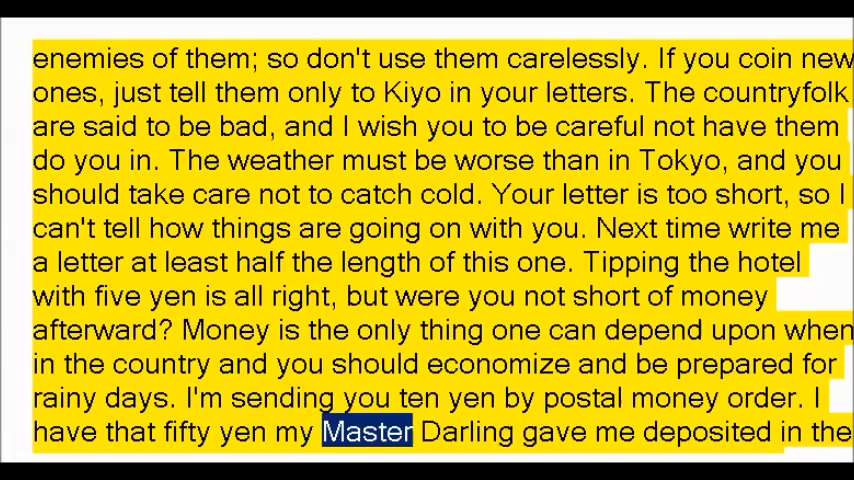 enemies of them; so don't use them carelessly. If you coin new
ones, just tell them only to Kiyo in your letters. The countryfolk
are said to be bad, and I wish you to be careful not have them
do you in. The weather must be worse than in Tokyo, and you
should take care not to catch cold. Your letter is too short, so I
can't tell how things are going on with you. Next time write me
a letter at least half the length of this one. Tipping the hotel
with five yen is all right, but were you not short of money
afterward? Money is the only thing one can depend upon when
in the country and you should economize and be prepared for
rainy days. I'm sending you ten yen by postal money order. I
have that fifty yen my Master Darling gave me deposited in the